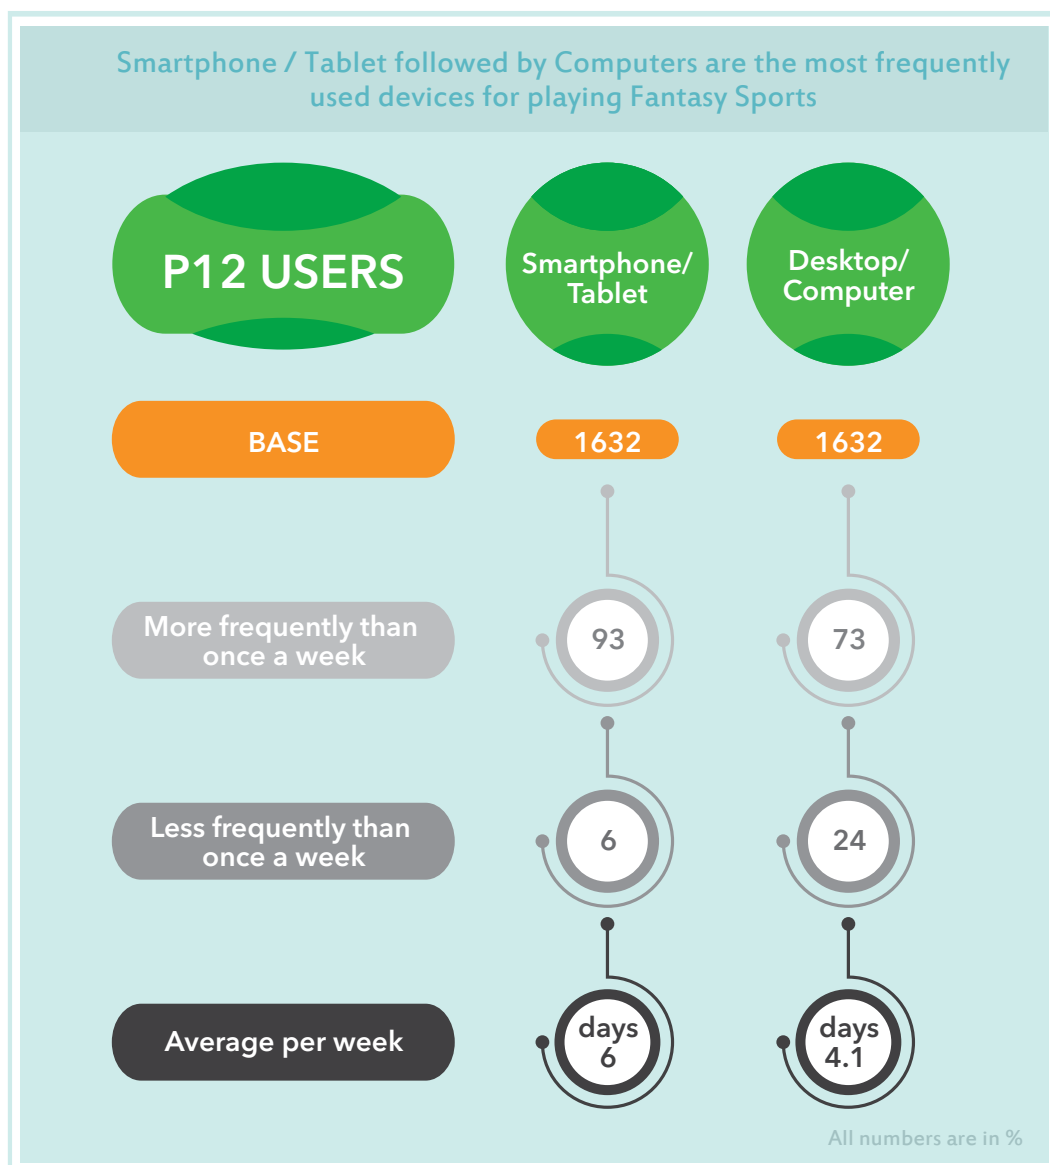 Smartphone / Tablet followed by Computers are the most frequently
used devices for playing Fantasy Sports
P12 USERS
Smartphone/
Tablet
Desktop/
Computer
BASE
1632
1632
More frequently than
once a week
93
73
Less frequently than
once a week
6
24
Average per week
days
6
days
4.1
All numbers are in %